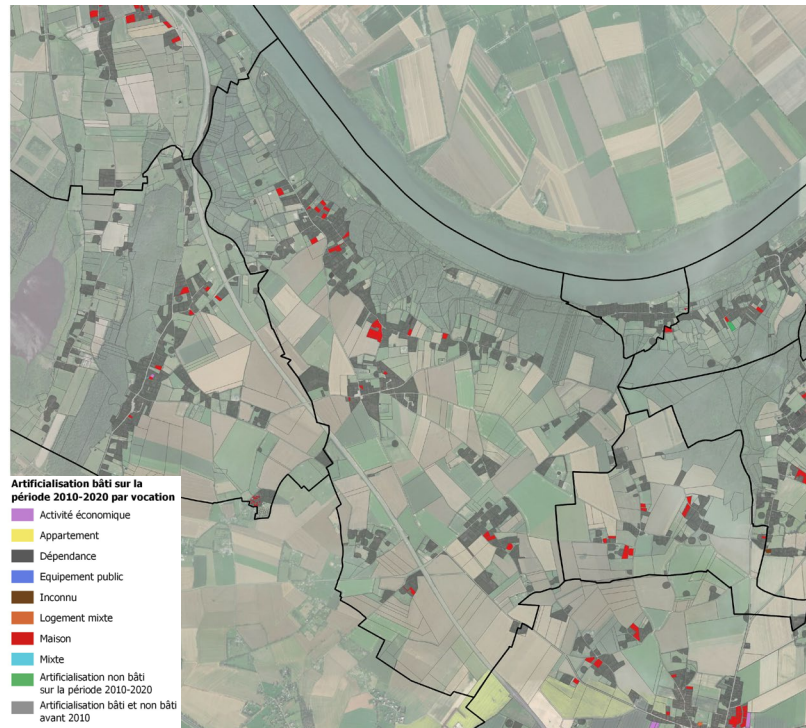 Artificialisation bâti sur la
période 2010-2020 par vocation
Activité économique
Appartement
Dépendance
Equipement public
Inconnu
Logement mixte
Maison
Mixte
Artificialisation non bâti
sur la période 2010-2020
Artificialisation bâti et non bâti
avant 2010